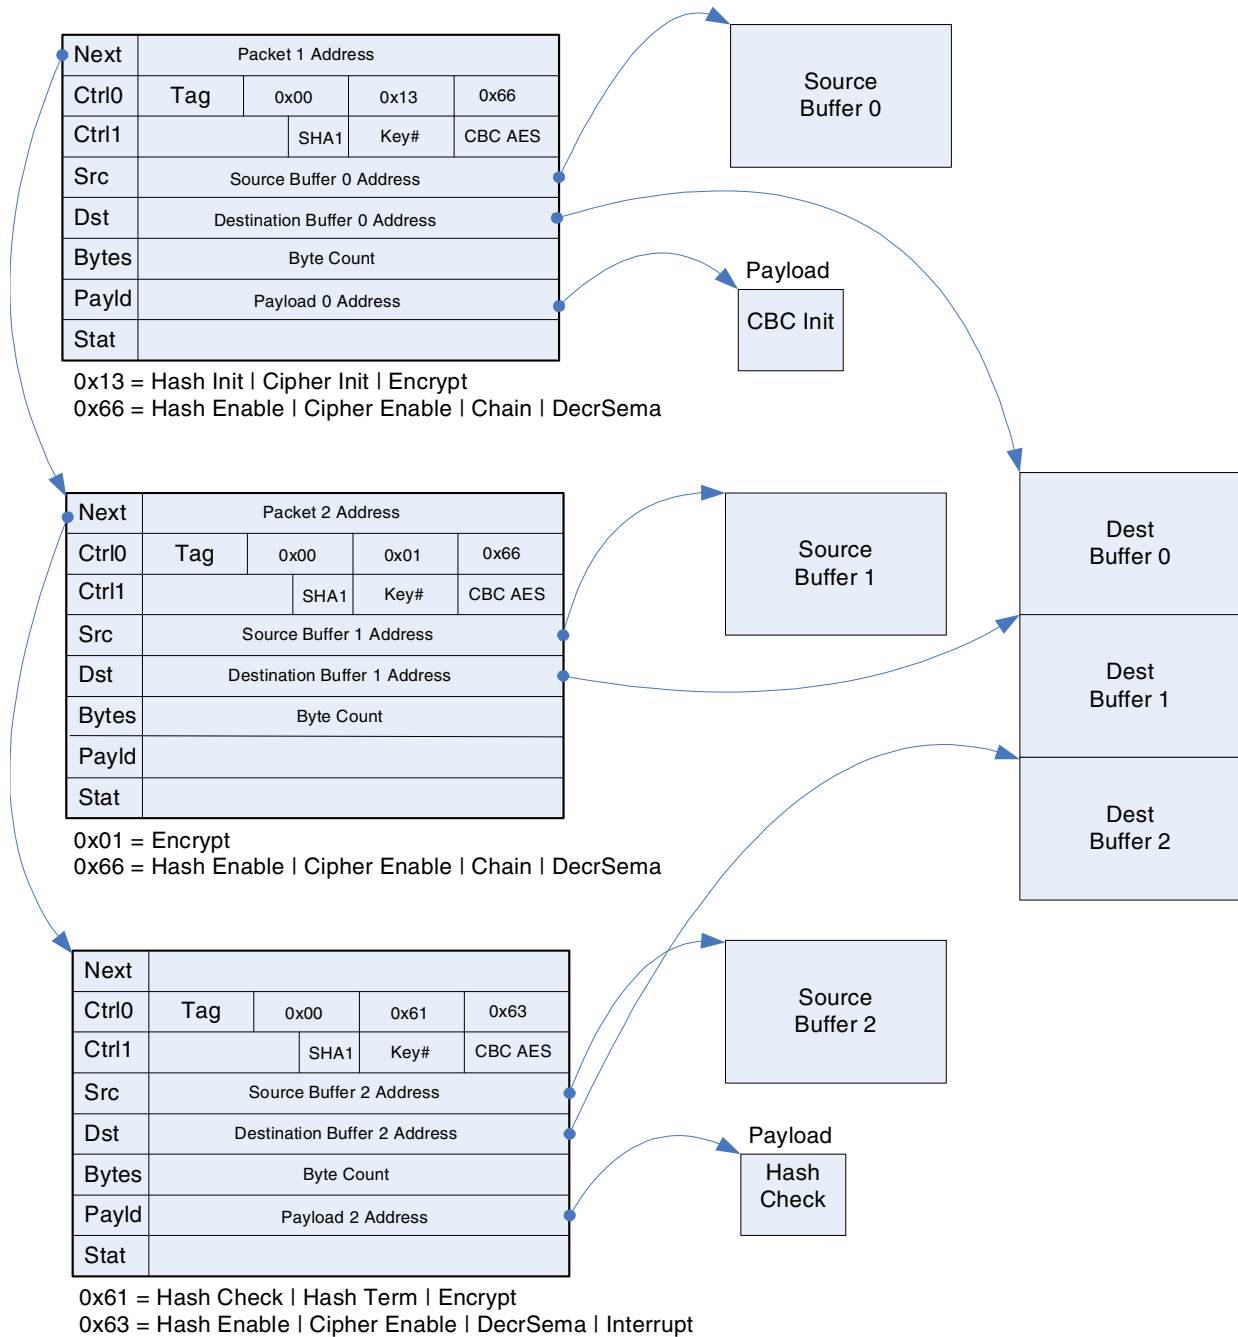 Next Packet 1 Address
Ctrl0 Tag 0x00 0x13 0x66
Ctrl1 SHA1 Key# CBC AES
Src Source Buffer 0 Address
Dst Destination Buffer 0 Address
Bytes Byte Count
Payld Payload 0 Address
Stat
0x13 = Hash Init | Cipher Init | Encrypt
0x66 = Hash Enable | Cipher Enable | Chain | DecrSema
Source
Buffer 0
Payload
CBC Init
Next Packet 2 Address
Ctrl0 Tag 0x00 0x01 0x66
Ctrl1 SHA1 Key# CBC AES
Src Source Buffer 1 Address
Dst Destination Buffer 1 Address
Bytes Byte Count
Payld
Stat
0x01 = Encrypt
0x66 = Hash Enable | Cipher Enable | Chain | DecrSema
Source
Buffer 1
Dest
Buffer 0
Dest
Buffer 1
Dest
Buffer 2
Next
Ctrl0 Tag 0x00 0x61 0x63
Ctrl1 SHA1 Key# CBC AES
Src Source Buffer 2 Address
Dst Destination Buffer 2 Address
Bytes Byte Count
Payld Payload 2 Address
Stat
0x61 = Hash Check | Hash Term | Encrypt
0x63 = Hash Enable | Cipher Enable | DecrSema | Interrupt
Source
Buffer 2
Payload
Hash
Check